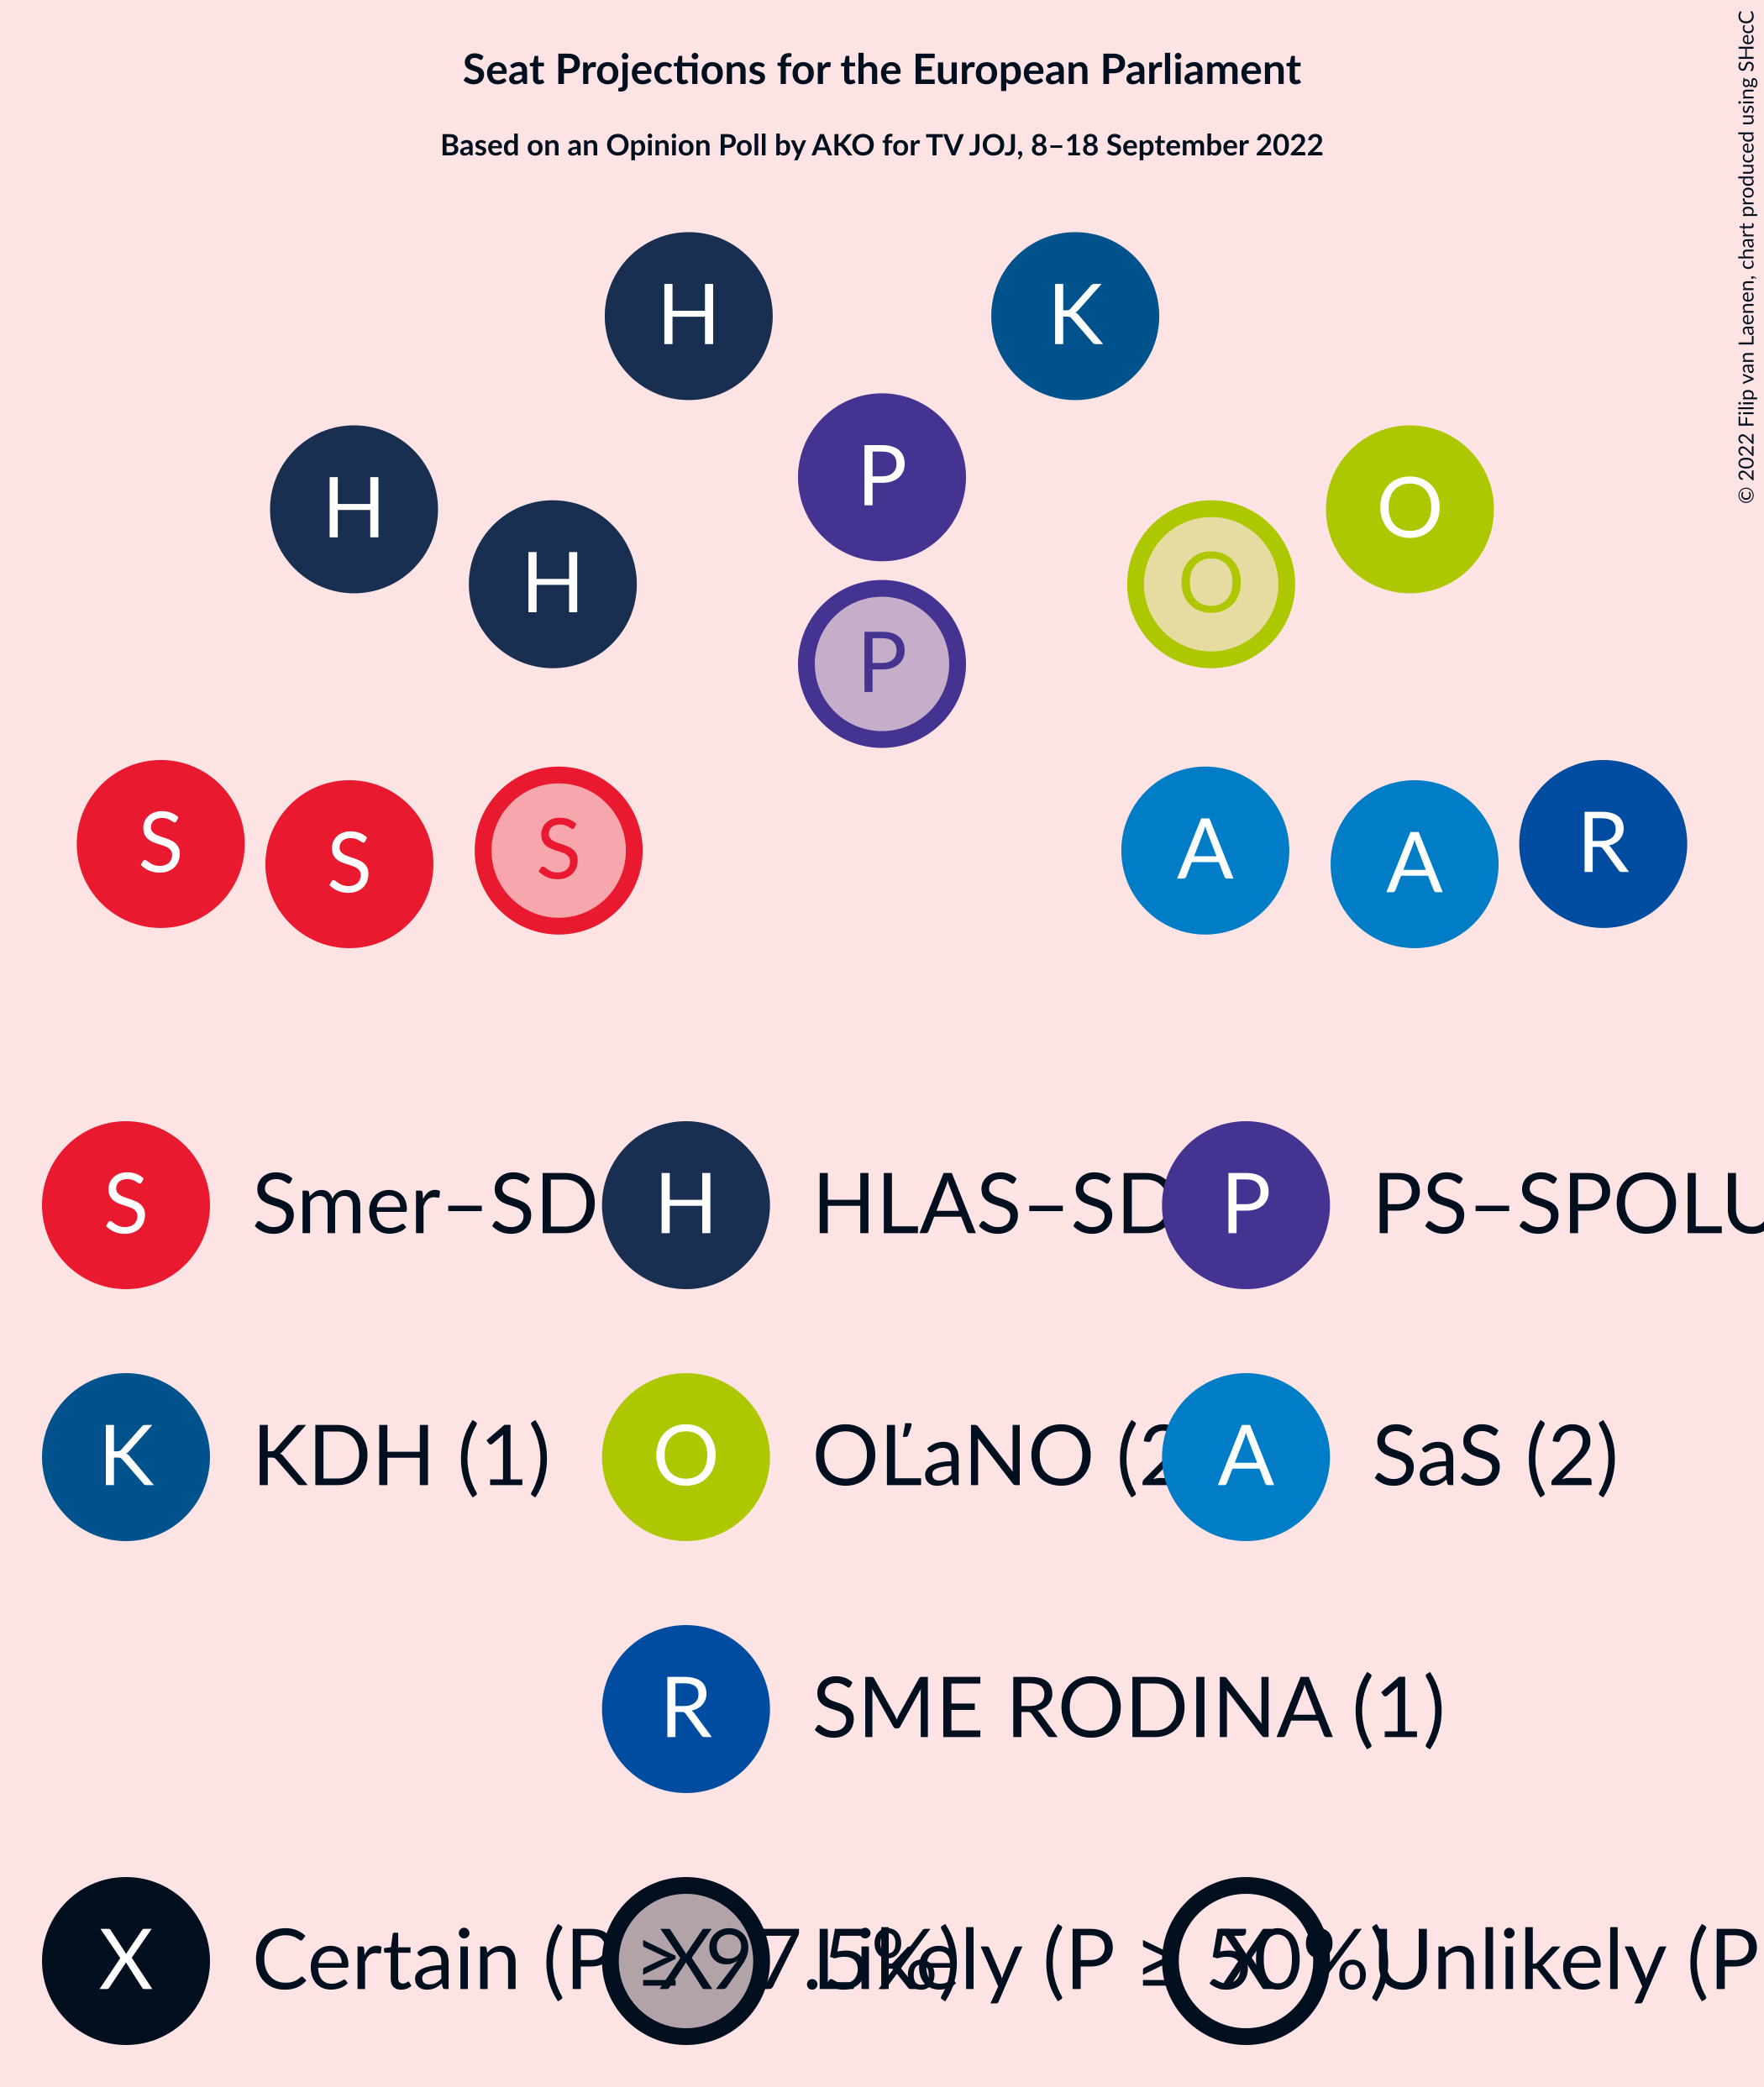 Seat Projections for the European Parliament
Based on an Opinion Poll by AKO for TV JOJ, 8–18 September 2022
© 2022 Filip van Laenen, chart produced using SHecC
H K
P
H O
H O
P
S S S A A R
S Smer–SD H HLAS–SD P PS–SPOLU
K KDH (1) O OĽaNO (2 A SaS (2)
R SME RODINA (1)
X Certain (P ≥ 97.5%) X Likely (P ≥ 50%) X Unlikely (P